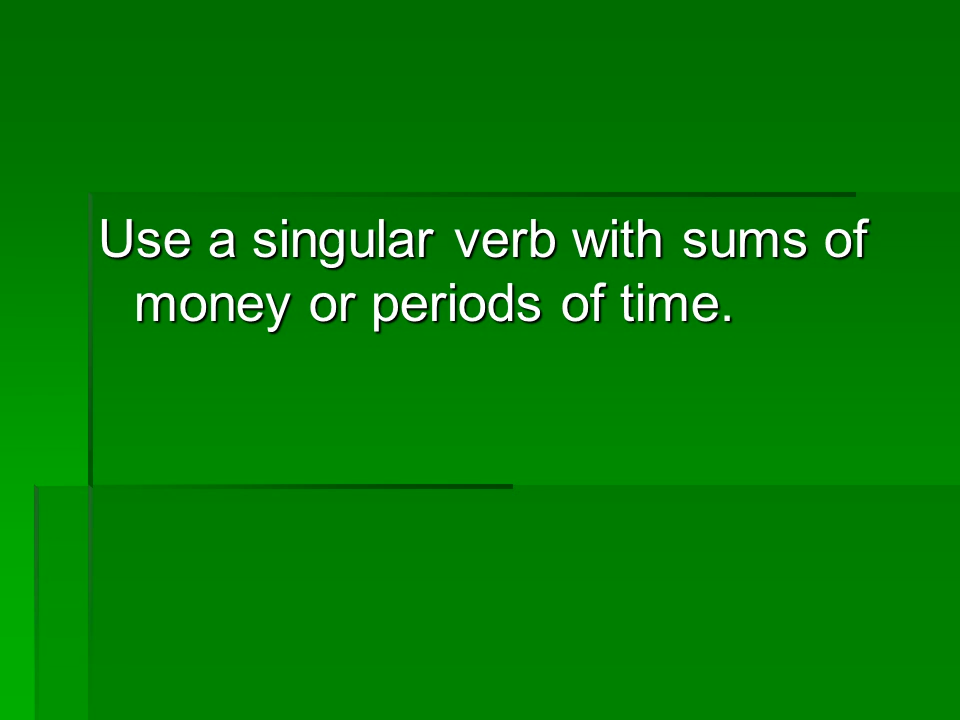 Use a singular verb with sums of
money or periods of time.